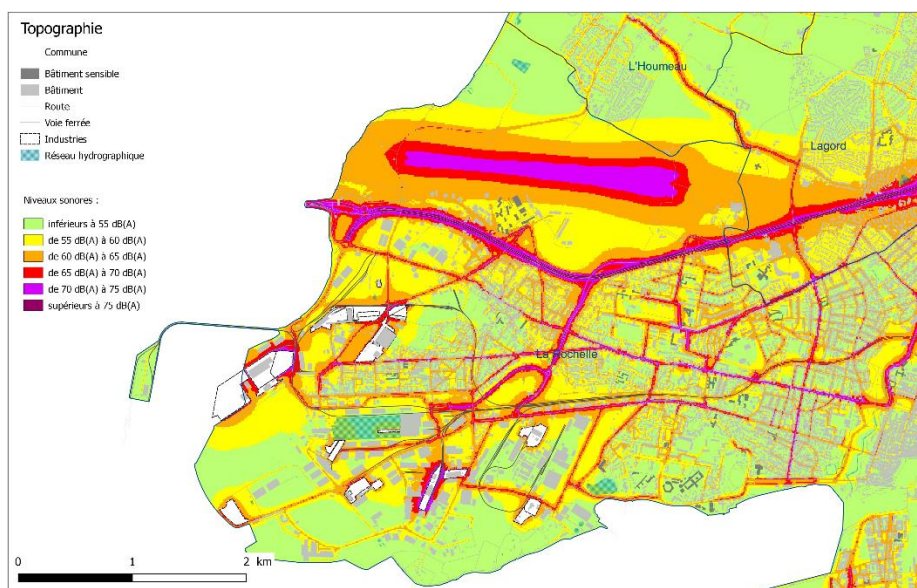 Topographie
Commune
Bâtiment sensible
Bâtiment
Route
Voie ferrée
Industries
Réseau hydrographique
Niveaux sonores :
inférieurs à 55 dB(A)
de 55 dB(A) à 60 dB(A)
de 60 dB(A) à 65 dB(A)
de 65 dB(A) à 70 dB(A)
de 70 dB(A) à 75 dB(A)
supérieurs à 75 dB(A)
L'Houmeau
Lagord
La Rochelle
0 1 2 km